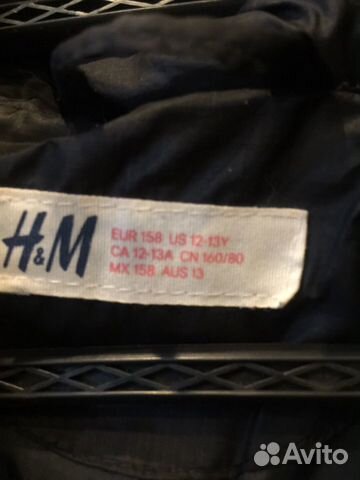 H&M
EUR 158 US 12-13Y
CA 12-13A CN 160/80
MX 158 AUS 13
Avito